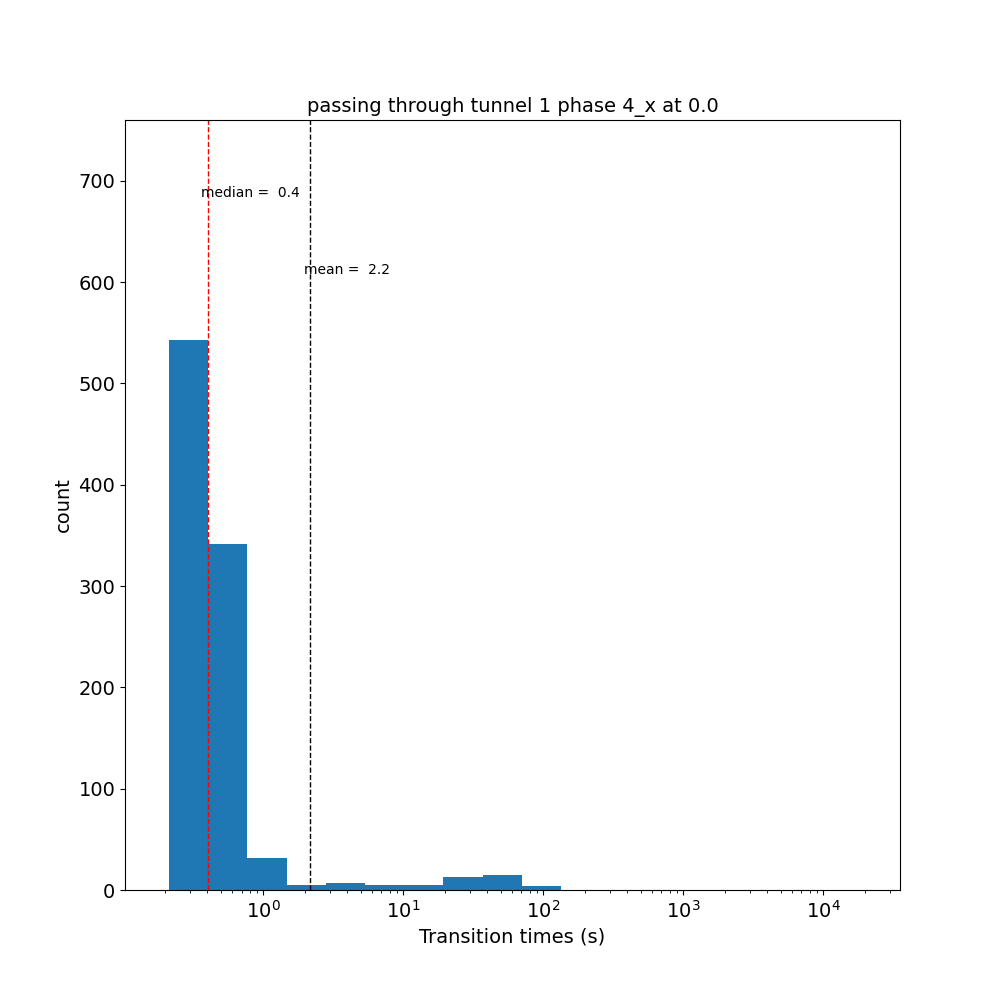 passing through tunnel 1 phase 4_x at 0.0
700
median =  0.4
mean =  2.2
600
500
400
count
300
200
100
0
10⁰ 10¹ 10² 10³ 10⁴
Transition times (s)